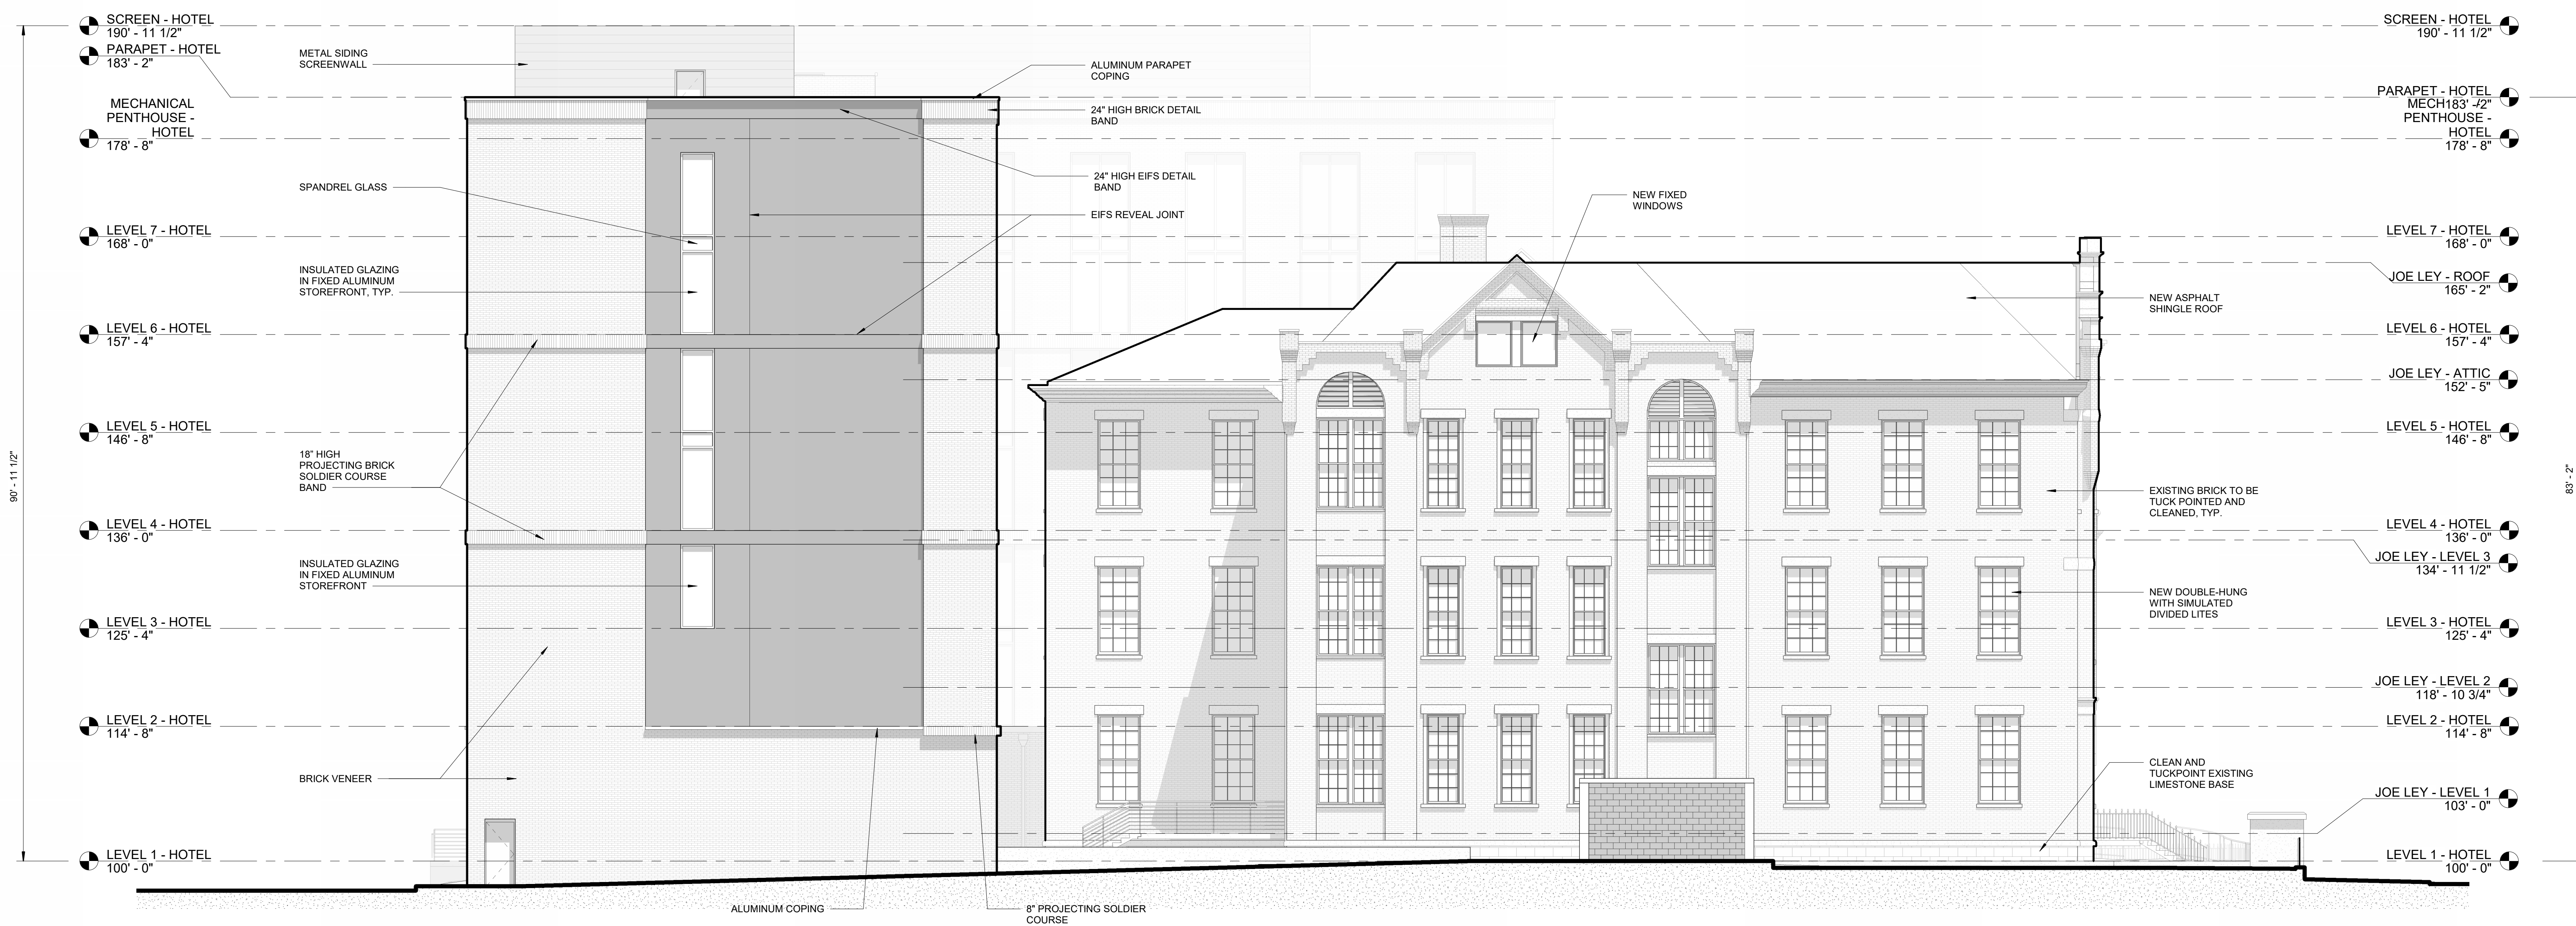 SCREEN - HOTEL
190' - 11 1/2"
PARAPET - HOTEL
183' - 2"
MECHANICAL
PENTHOUSE -
HOTEL
178' - 8"
LEVEL 7 - HOTEL
168' - 0"
LEVEL 6 - HOTEL
157' - 4"
LEVEL 5 - HOTEL
146' - 8"
LEVEL 4 - HOTEL
136' - 0"
LEVEL 3 - HOTEL
125' - 4"
LEVEL 2 - HOTEL
114' - 8"
LEVEL 1 - HOTEL
100' - 0"
90' - 11 1/2"
METAL SIDING
SCREENWALL
SPANDREL GLASS
INSULATED GLAZING
IN FIXED ALUMINUM
STOREFRONT, TYP.
18" HIGH
PROJECTING BRICK
SOLDIER COURSE
BAND
INSULATED GLAZING
IN FIXED ALUMINUM
STOREFRONT
BRICK VENEER
ALUMINUM COPING
8" PROJECTING SOLDIER
COURSE
ALUMINUM PARAPET
COPING
24" HIGH BRICK DETAIL
BAND
24" HIGH EIFS DETAIL
BAND
EIFS REVEAL JOINT
NEW FIXED
WINDOWS
NEW ASPHALT
SHINGLE ROOF
EXISTING BRICK TO BE
TUCK POINTED AND
CLEANED, TYP.
NEW DOUBLE-HUNG
WITH SIMULATED
DIVIDED LITES
CLEAN AND
TUCKPOINT EXISTING
LIMESTONE BASE
SCREEN - HOTEL
190' - 11 1/2"
PARAPET - HOTEL
MECH183' - 2"
PENTHOUSE -
HOTEL
178' - 8"
LEVEL 7 - HOTEL
168' - 0"
JOE LEY - ROOF
165' - 2"
LEVEL 6 - HOTEL
157' - 4"
JOE LEY - ATTIC
152' - 5"
LEVEL 5 - HOTEL
146' - 8"
LEVEL 4 - HOTEL
136' - 0"
JOE LEY - LEVEL 3
134' - 11 1/2"
LEVEL 3 - HOTEL
125' - 4"
JOE LEY - LEVEL 2
118' - 10 3/4"
LEVEL 2 - HOTEL
114' - 8"
JOE LEY - LEVEL 1
103' - 0"
LEVEL 1 - HOTEL
100' - 0"
83' - 2"